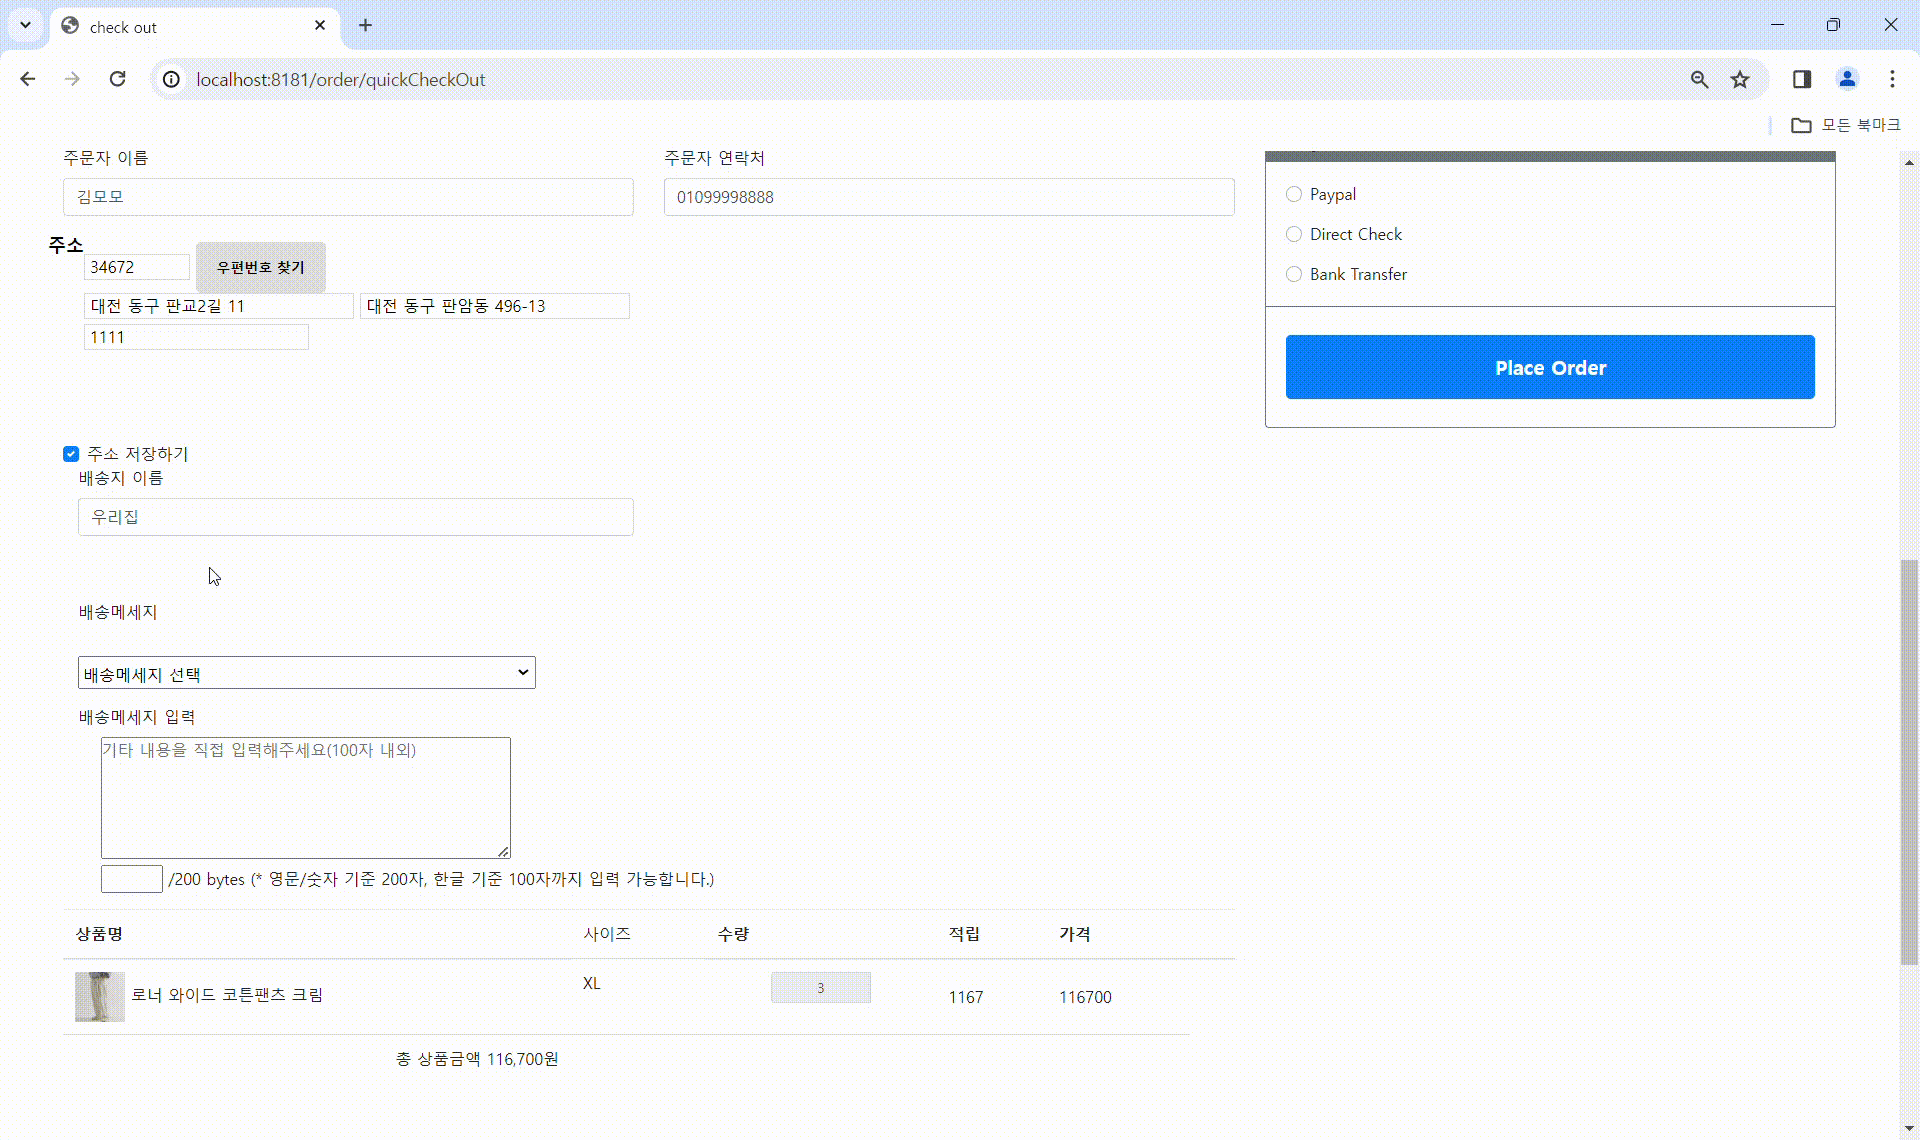 check out
localhost:8181/order/quickCheckOut
모든 북마크
주문자 이름
주문자 연락처
김모모
01099998888
주소
34672
우편번호 찾기
대전 동구 판교2길 11
대전 동구 판암동 496-13
1111
주소 저장하기
배송지 이름
우리집
배송메세지
배송메세지 선택
배송메세지 입력
기타 내용을 직접 입력해주세요(100자 내외)
/200 bytes (* 영문/숫자 기준 200자, 한글 기준 100자까지 입력 가능합니다.)
상품명 사이즈 수량 적립 가격
로너 와이드 코튼팬츠 크림 XL 3 1167 116700
총 상품금액 116,700원
Paypal
Direct Check
Bank Transfer
Place Order